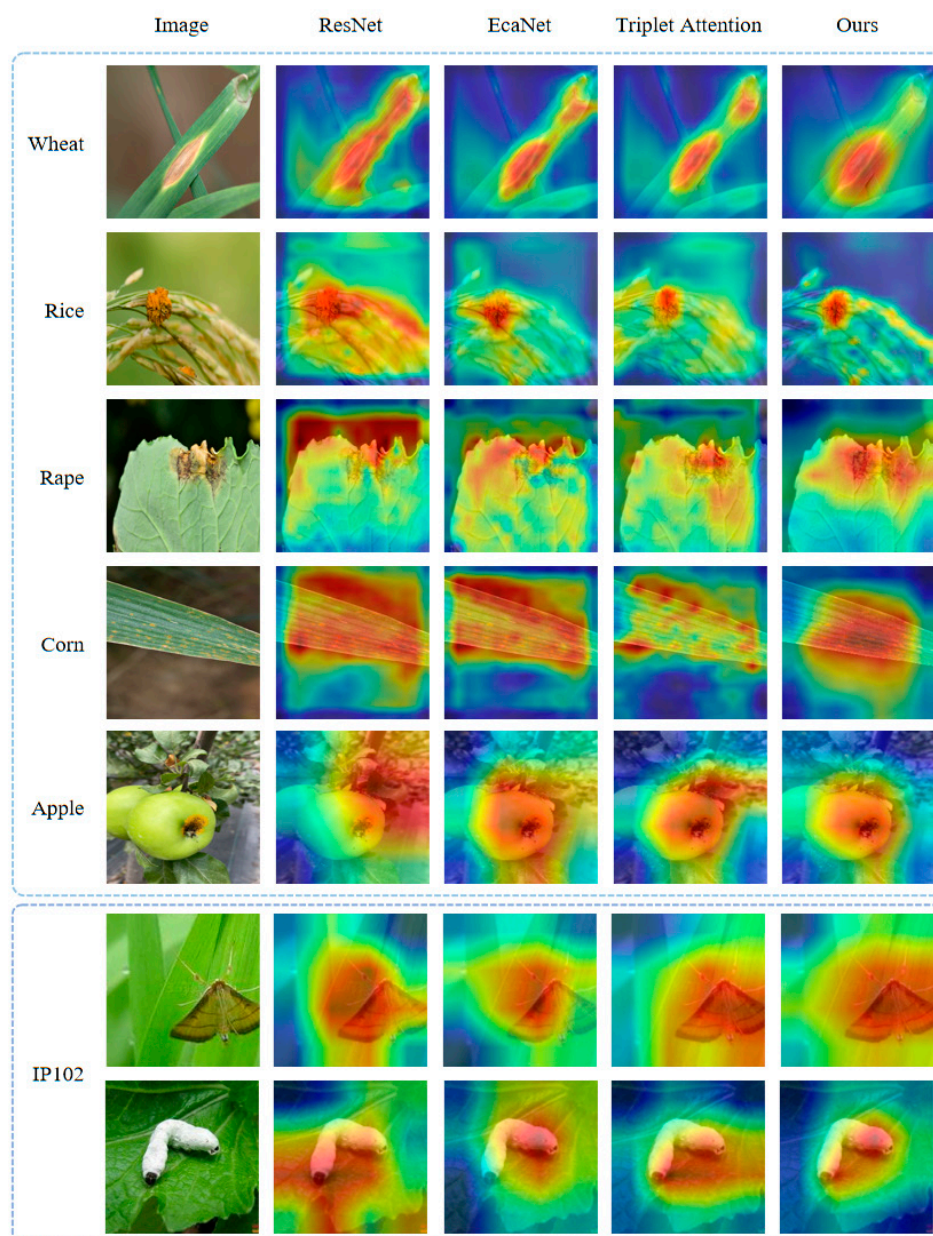 Image ResNet EcaNet Triplet Attention Ours
Wheat
Rice
Rape
Corn
Apple
IP102